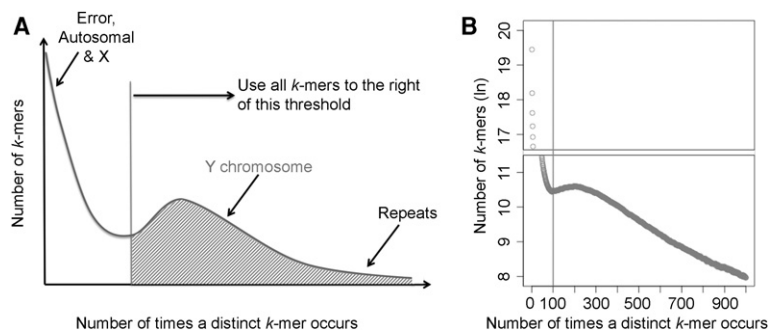 A
Error,
Autosomal
& X
Use all k-mers to the right
of this threshold
Y chromosome
Repeats
Number of k-mers
Number of times a distinct k-mer occurs
B
Number of k-mers (ln)
20
19
18
17
11
10
9
8
0 100 300 500 700 900
Number of times a distinct k-mer occurs